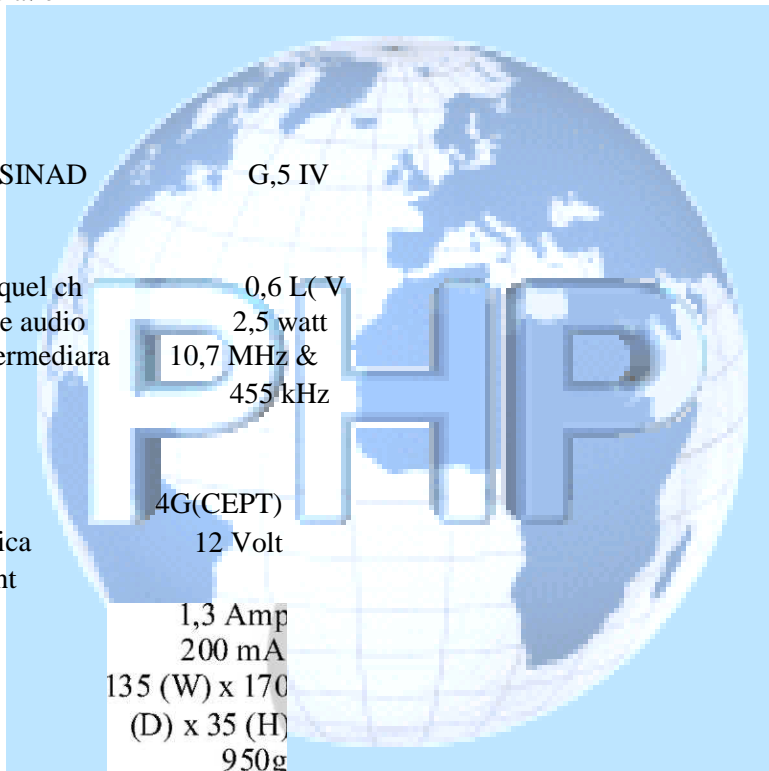 SINAD G,5 IV
quel ch 0,6 L( V
e audio 2,5 watt
ermediara 10,7 MHz &
455 kHz
PHP
4G(CEPT)
ica 12 Volt
nt
1,3 Amp
200 mA
135 (W) x 170
(D) x 35 (H)
950g